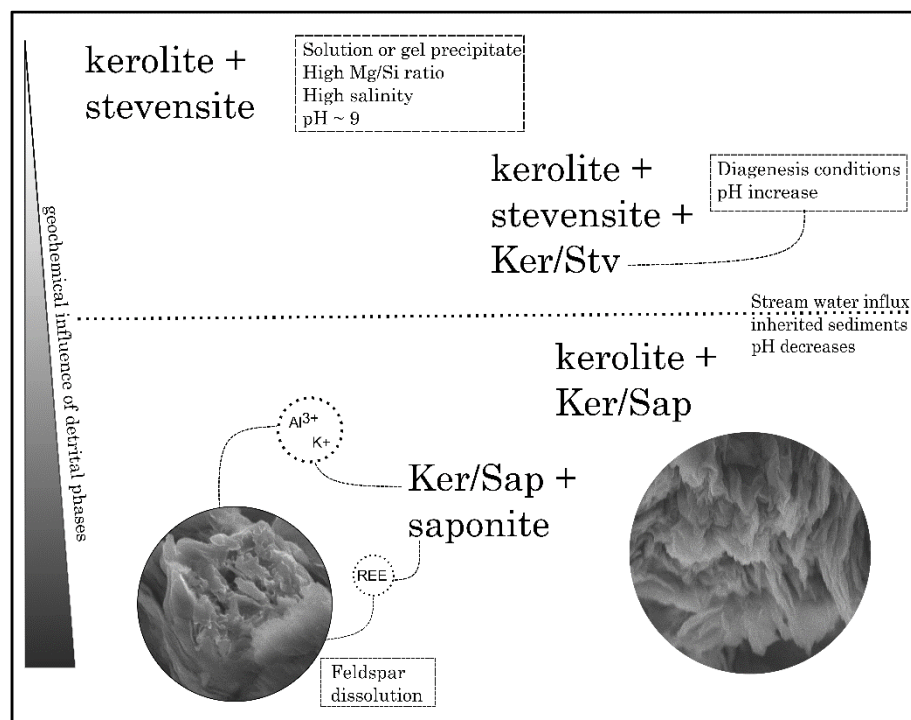 kerolite +
stevensite
Solution or gel precipitate
High Mg/Si ratio
High salinity
pH ~ 9
kerolite +
stevensite +
Ker/Stv
Diagenesis conditions
pH increase
geochemical influence of detrital phases
Stream water influx
inherited sediments
pH decreases
kerolite +
Ker/Sap
Al3+
K+
Ker/Sap +
saponite
REE
Feldspar
dissolution